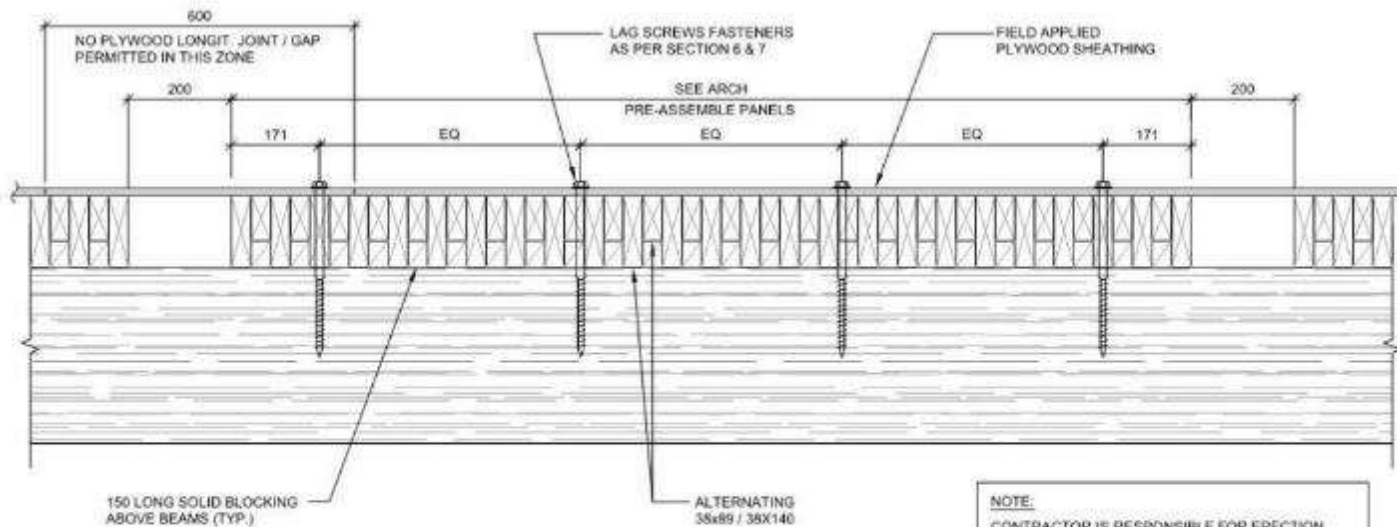 600
NO PLYWOOD LONGIT. JOINT / GAP
PERMITTED IN THIS ZONE
LAG SCREWS FASTENERS
AS PER SECTION 6 & 7
FIELD APPLIED
PLYWOOD SHEATHING
200
SEE ARCH
PRE-ASSEMBLE PANELS
200
171
EQ
EQ
EQ
171
150 LONG SOLID BLOCKING
ABOVE BEAMS (TYP.)
ALTERNATING
38x89 / 38X140
NOTE:
CONTRACTOR IS RESPONSIBLE FOR ERECTION